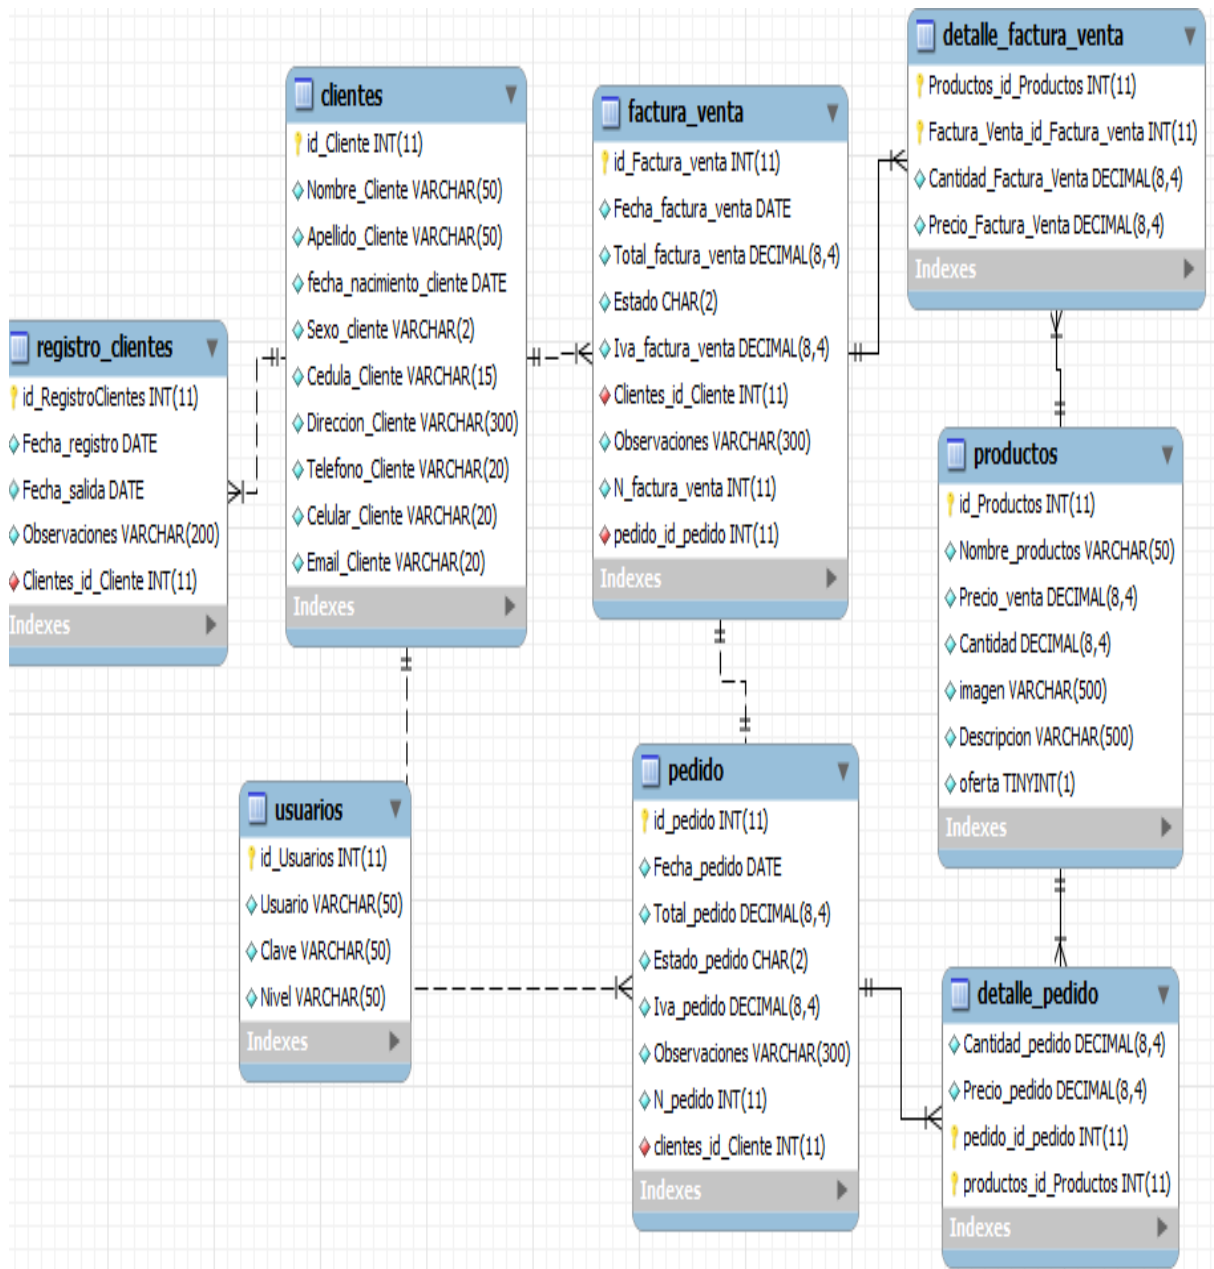 registro_clientes
id_RegistroClientes INT(11)
Fecha_registro DATE
Fecha_salida DATE
Observaciones VARCHAR(200)
Clientes_id_Cliente INT(11)
Indexes
clientes
id_Cliente INT(11)
Nombre_Cliente VARCHAR(50)
Apellido_Cliente VARCHAR(50)
fecha_nacimiento_cliente DATE
Sexo_cliente VARCHAR(2)
Cedula_Cliente VARCHAR(15)
Direccion_Cliente VARCHAR(300)
Telefono_Cliente VARCHAR(20)
Celular_Cliente VARCHAR(20)
Email_Cliente VARCHAR(20)
Indexes
usuarios
id_Usuarios INT(11)
Usuario VARCHAR(50)
Clave VARCHAR(50)
Nivel VARCHAR(50)
Indexes
factura_venta
id_Factura_venta INT(11)
Fecha_factura_venta DATE
Total_factura_venta DECIMAL(8,4)
Estado CHAR(2)
Iva_factura_venta DECIMAL(8,4)
Clientes_id_Cliente INT(11)
Observaciones VARCHAR(300)
N_factura_venta INT(11)
pedido_id_pedido INT(11)
Indexes
pedido
id_pedido INT(11)
Fecha_pedido DATE
Total_pedido DECIMAL(8,4)
Estado_pedido CHAR(2)
Iva_pedido DECIMAL(8,4)
Observaciones VARCHAR(300)
N_pedido INT(11)
clientes_id_Cliente INT(11)
Indexes
detalle_factura_venta
Productos_id_Productos INT(11)
Factura_Venta_id_Factura_venta INT(11)
Cantidad_Factura_Venta DECIMAL(8,4)
Precio_Factura_Venta DECIMAL(8,4)
Indexes
productos
id_Productos INT(11)
Nombre_productos VARCHAR(50)
Precio_venta DECIMAL(8,4)
Cantidad DECIMAL(8,4)
imagen VARCHAR(500)
Descripcion VARCHAR(500)
oferta TINYINT(1)
Indexes
detalle_pedido
Cantidad_pedido DECIMAL(8,4)
Precio_pedido DECIMAL(8,4)
pedido_id_pedido INT(11)
productos_id_Productos INT(11)
Indexes